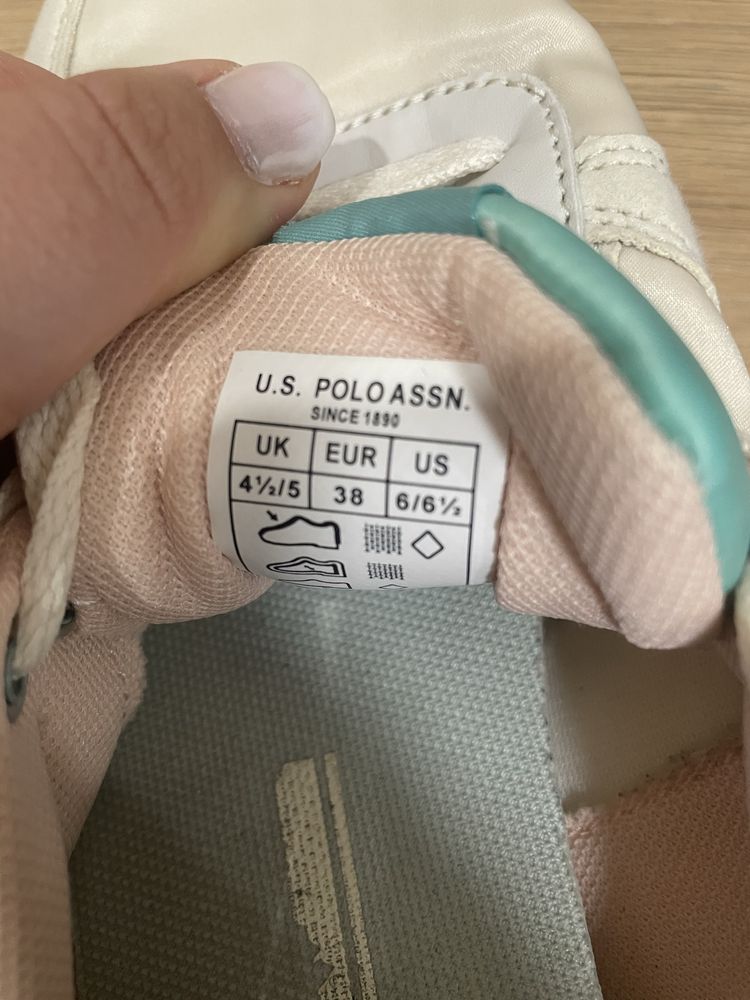 U.S. POLO ASSN.
SINCE 1890
UK EUR US
4½/5 38 6/6½